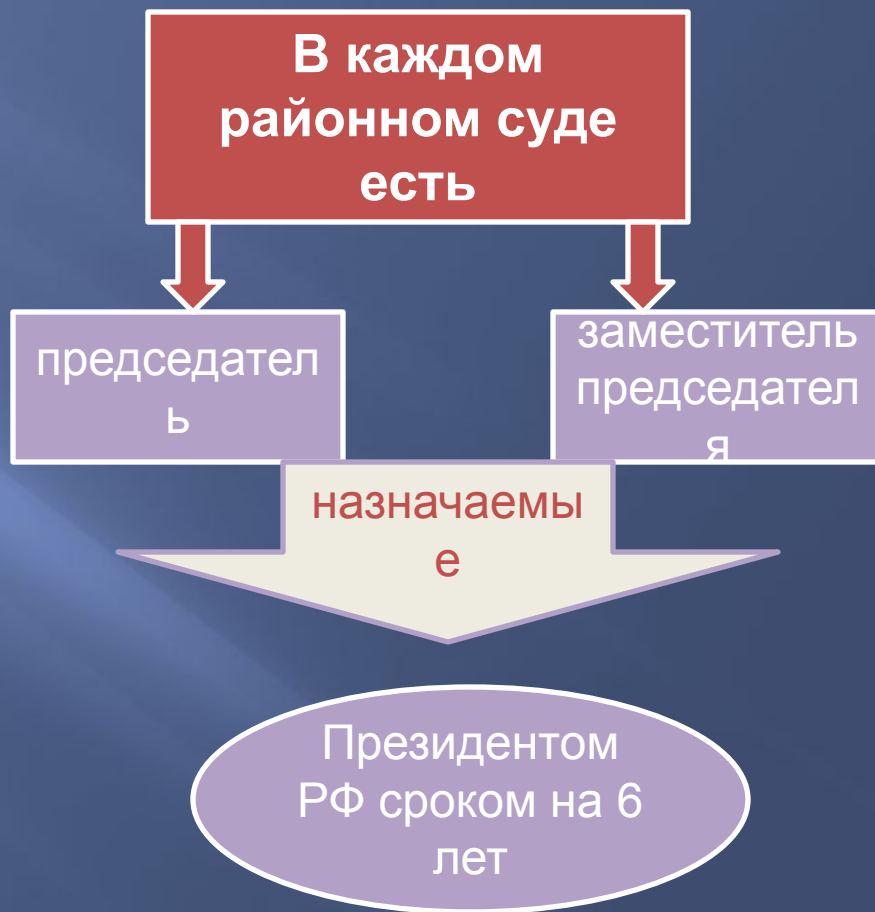 В каждом
районном суде
есть
председател
ь
заместитель
председател
я
назначаемы
е
Президентом
РФ сроком на 6
лет